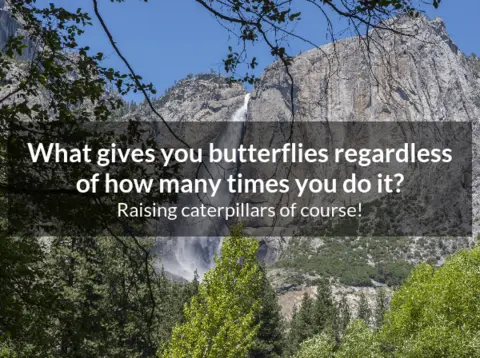 What gives you butterflies regardless
of how many times you do it?
Raising caterpillars of course!